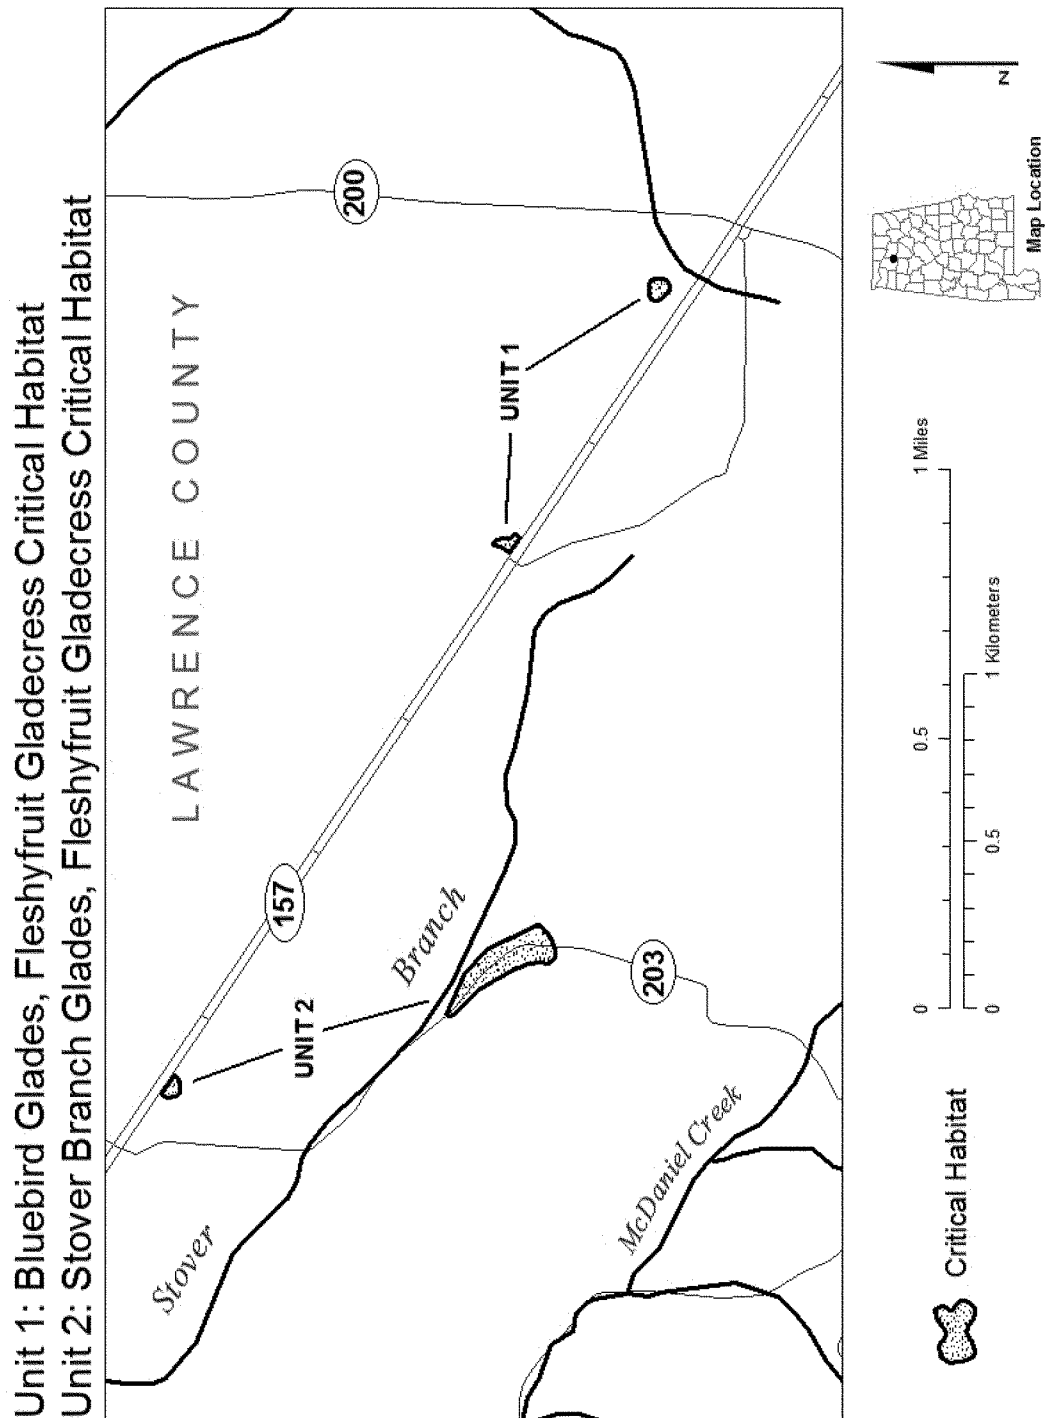 Unit 1: Bluebird Glades, Fleshyfruit Gladecress Critical Habitat
Unit 2: Stover Branch Glades, Fleshyfruit Gladecress Critical Habitat
LAWRENCE COUNTY
157
200
UNIT 1
UNIT 2
Stover
Branch
203
McDaniel Creek
Critical Habitat
0
0.5
1 Miles
0
0.5
1 Kilometers
Map Location
N